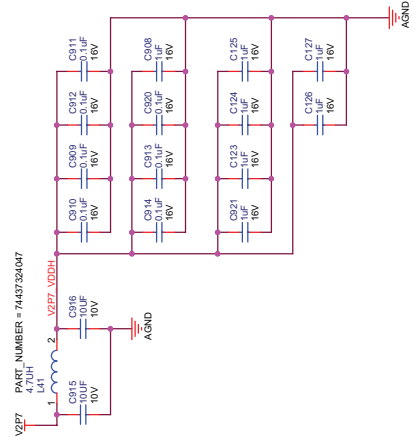 AGND
C911
0.1uF
16V
C908
1uF
16V
C125
1uF
16V
C127
1uF
16V
C912
0.1uF
16V
C920
0.1uF
16V
C124
1uF
16V
C126
1uF
16V
C909
0.1uF
16V
C913
0.1uF
16V
C123
1uF
16V
C910
0.1uF
16V
C914
0.1uF
16V
C921
1uF
16V
V2P7_VDDH
PART_NUMBER = 74437324047
4.7UH
L41
1
2
C916
10UF
10V
AGND
C915
10UF
10V
V2P7